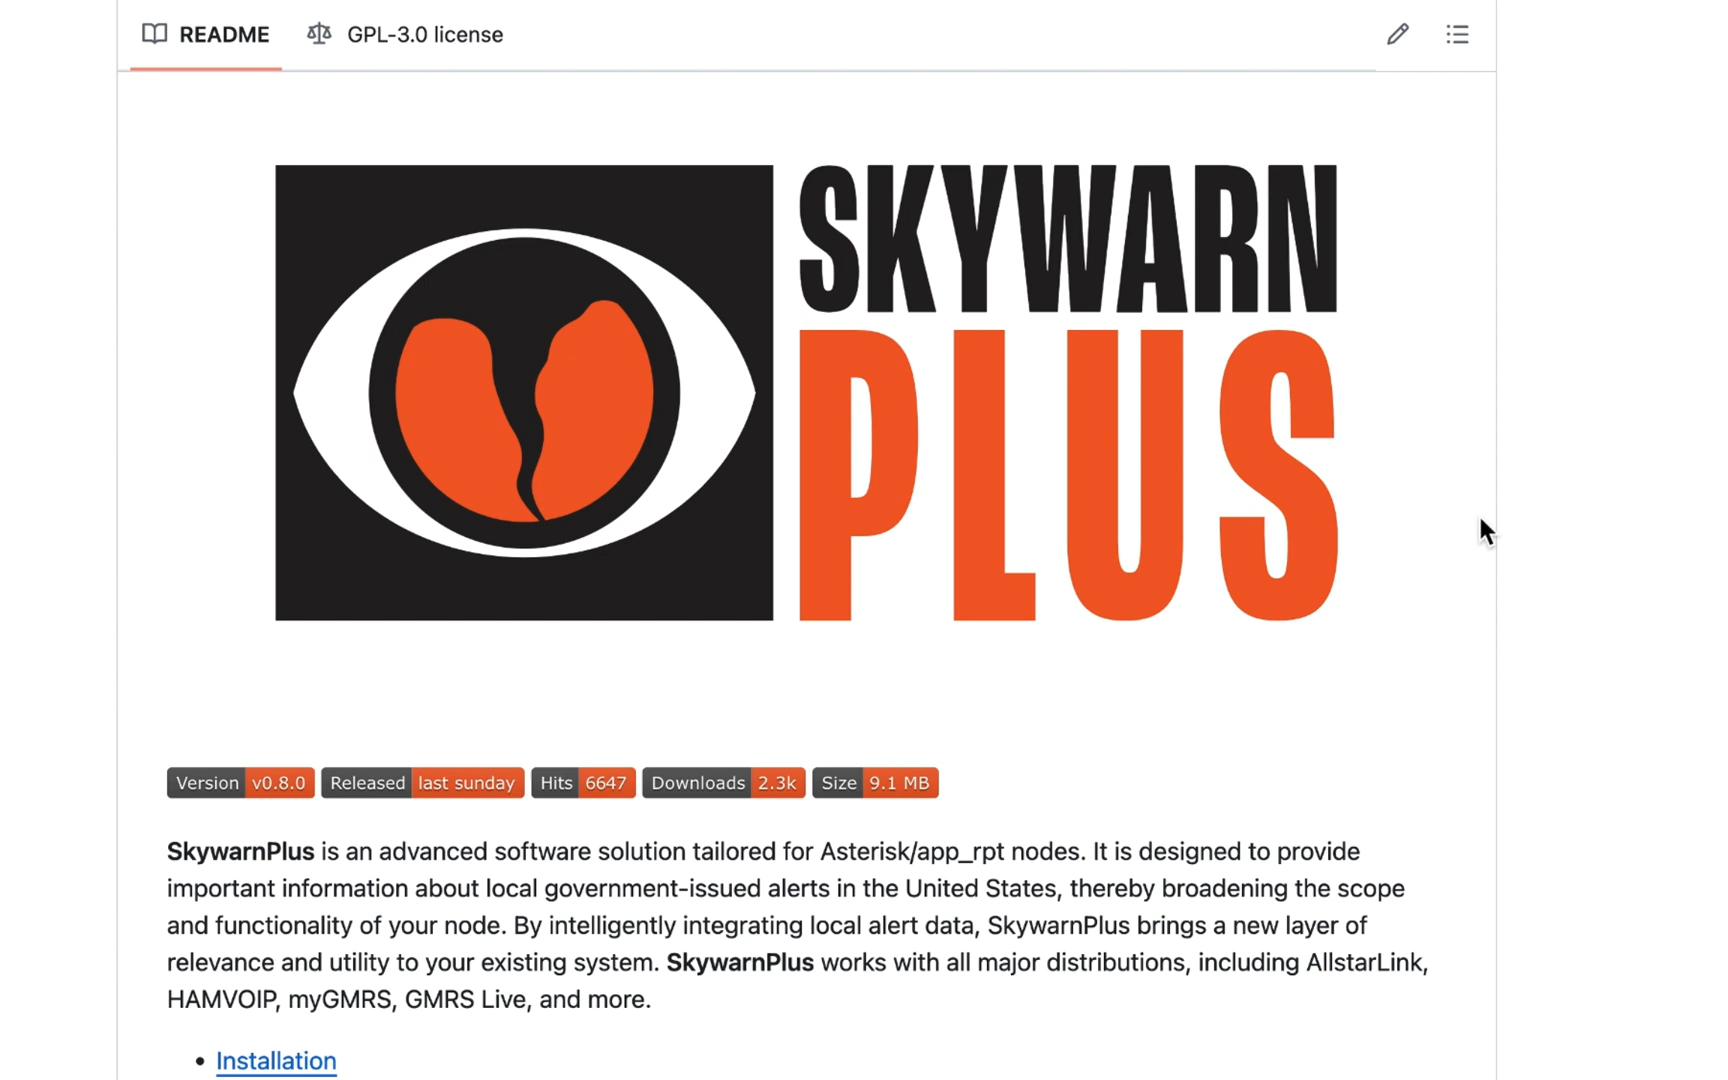 README
GPL-3.0 license
SKYWARN
PLUS
Version v0.8.0 Released last sunday Hits 6647 Downloads 2.3k Size 9.1 MB
SkywarnPlus is an advanced software solution tailored for Asterisk/app_rpt nodes. It is designed to provide
important information about local government-issued alerts in the United States, thereby broadening the scope
and functionality of your node. By intelligently integrating local alert data, SkywarnPlus brings a new layer of
relevance and utility to your existing system. SkywarnPlus works with all major distributions, including AllstarLink,
HAMVOIP, myGMRS, GMRS Live, and more.
• Installation